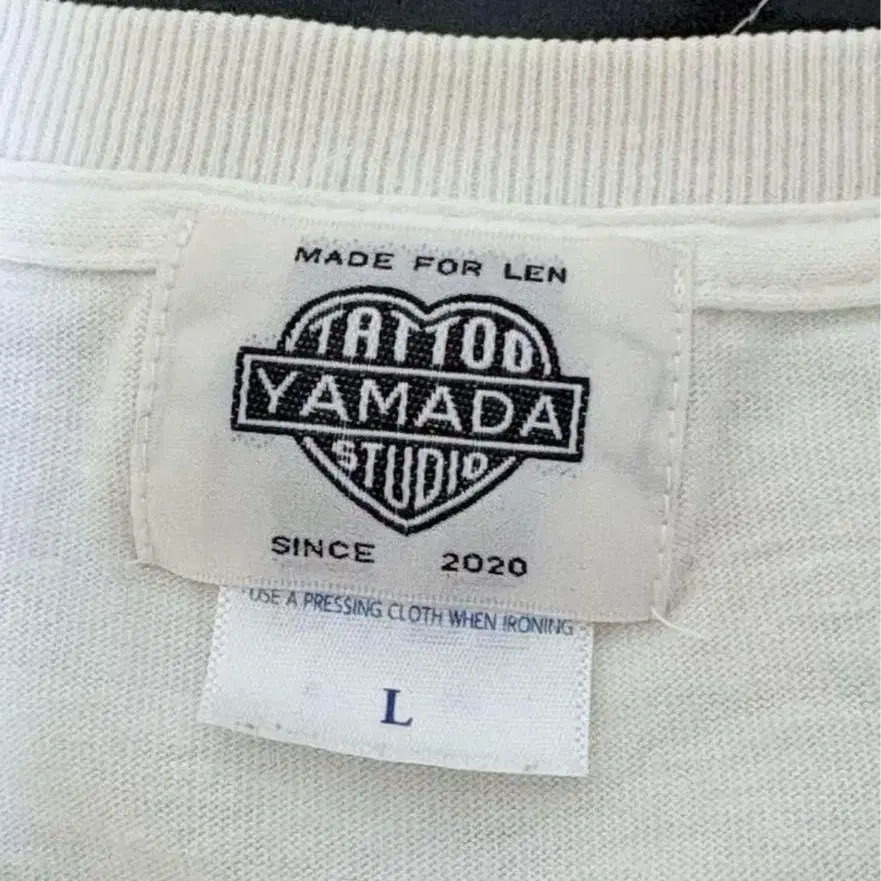 MADE FOR LEN
TATTOO
YAMADA
STUDIO
SINCE 2020
USE A PRESSING CLOTH WHEN IRONING
L